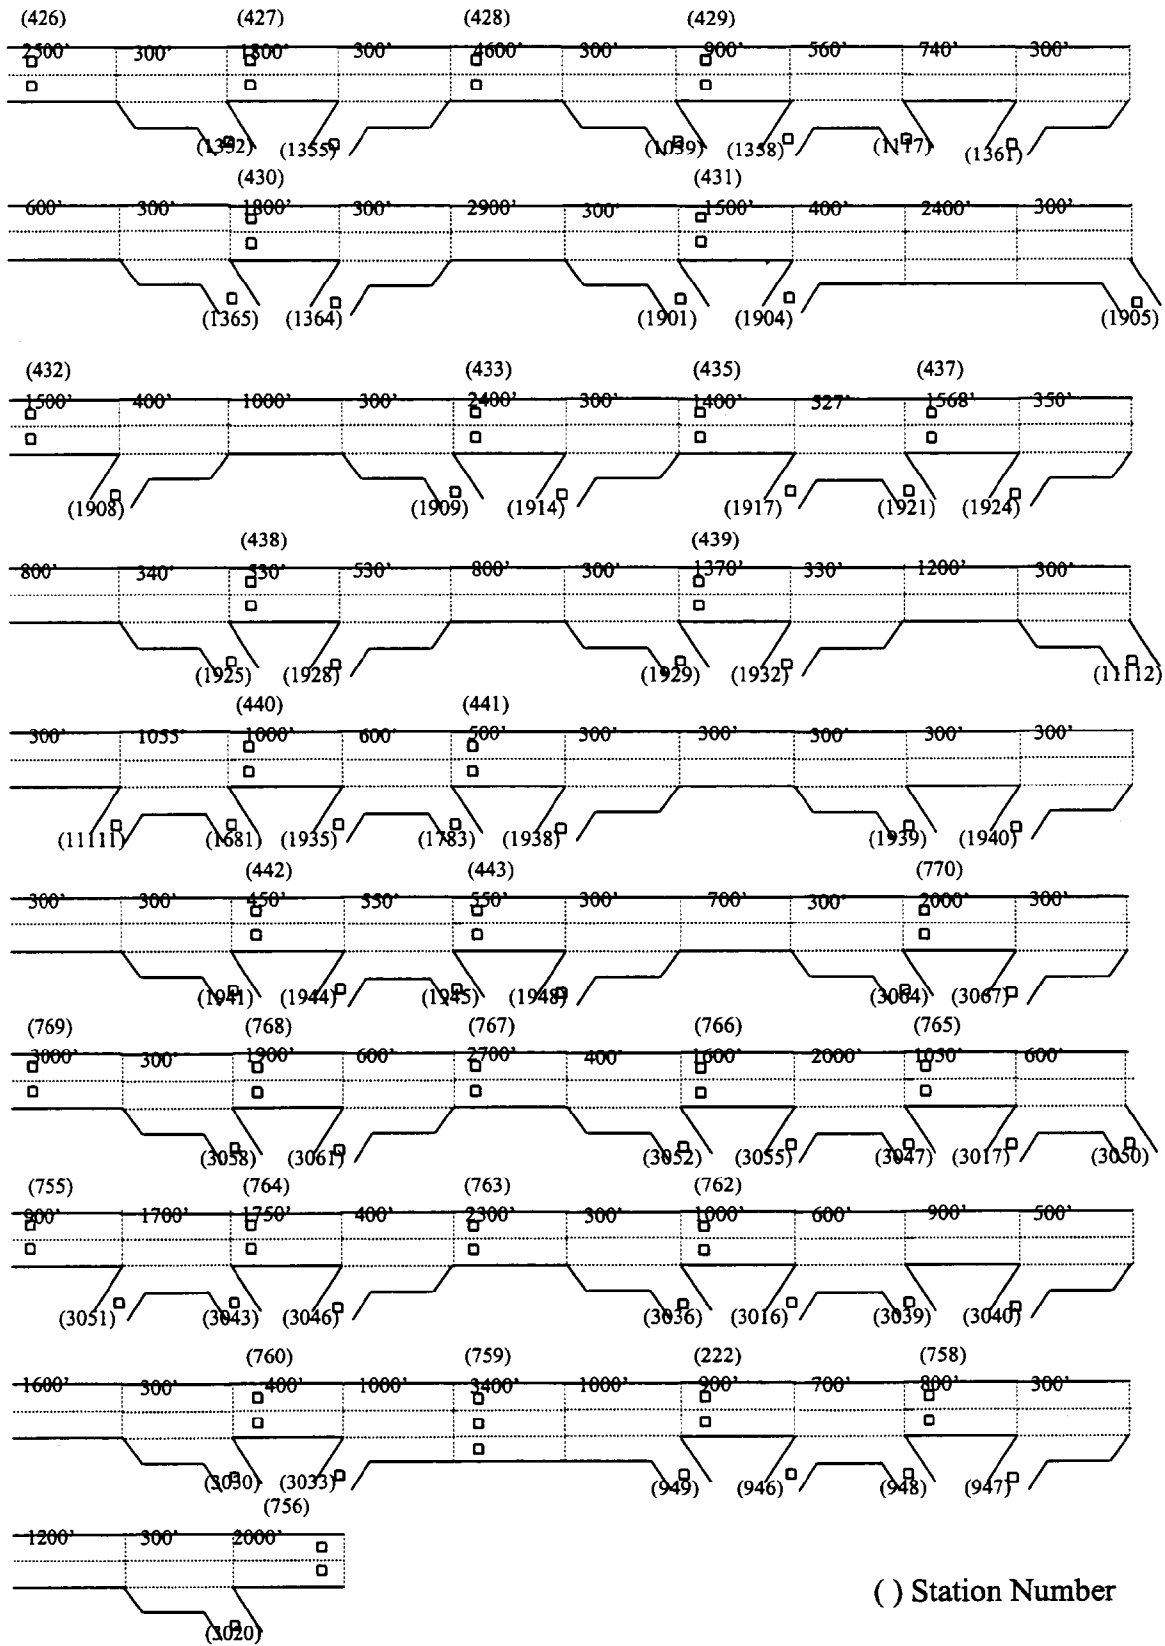 (426) (427) (428) (429)
2500' 300' 1800' 300' 4600' 300' 900' 560' 740' 300'
(1352) (1355) (1039) (1358) (1117) (1361)
(430) (431)
600' 300' 1800' 300' 2900' 300' 1500' 400' 2400' 300'
(1365) (1364) (1901) (1904) (1905)
(432) (433) (435) (437)
1500' 400' 1000' 300' 2400' 300' 1400' 527' 1568' 350'
(1908) (1909) (1914) (1917) (1921) (1924)
(438) (439)
800' 340' 530' 530' 800' 300' 1370' 330' 1200' 300'
(1925) (1928) (1929) (1932) (11112)
(440) (441)
300' 1055' 1000' 600' 500' 300' 300' 300' 300' 300'
(11111) (1681) (1935) (1783) (1938) (1939) (1940)
(442) (443) (770)
300' 300' 450' 550' 550' 300' 700' 300' 2000' 300'
(1941) (1944) (1945) (1948) (3064) (3067)
(769) (768) (767) (766) (765)
3000' 300' 1900' 600' 2700' 400' 1600' 2000' 1050' 600'
(3058) (3061) (3052) (3055) (3047) (3017) (3050)
(755) (764) (763) (762)
900' 1700' 1750' 400' 2300' 300' 1000' 600' 900' 500'
(3051) (3043) (3046) (3036) (3016) (3039) (3040)
(760) (759) (222) (758)
1600' 300' 400' 1000' 3400' 1000' 900' 700' 800' 300'
(3030) (3033) (949) (946) (948) (947)
(756)
1200' 300' 2000'
(3020)
( ) Station Number